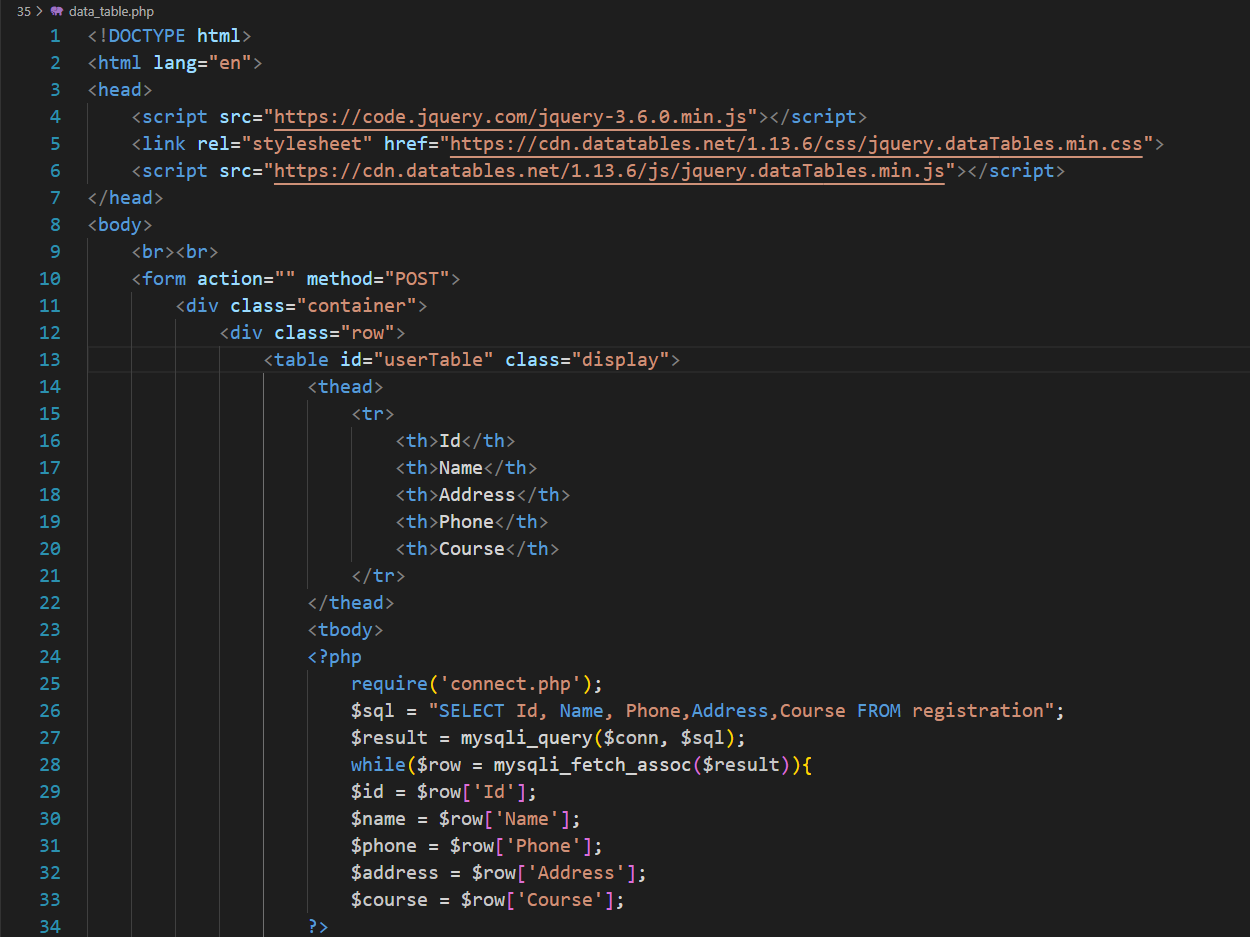 35 > data_table.php
1 <!DOCTYPE html>
2 <html lang="en">
3 <head>
4     <script src="https://code.jquery.com/jquery-3.6.0.min.js"></script>
5     <link rel="stylesheet" href="https://cdn.datatables.net/1.13.6/css/jquery.dataTables.min.css">
6     <script src="https://cdn.datatables.net/1.13.6/js/jquery.dataTables.min.js"></script>
7 </head>
8 <body>
9     <br><br>
10     <form action="" method="POST">
11         <div class="container">
12             <div class="row">
13                 <table id="userTable" class="display">
14                     <thead>
15                         <tr>
16                             <th>Id</th>
17                             <th>Name</th>
18                             <th>Address</th>
19                             <th>Phone</th>
20                             <th>Course</th>
21                         </tr>
22                     </thead>
23                     <tbody>
24                     <?php
25                         require('connect.php');
26                         $sql = "SELECT Id, Name, Phone,Address,Course FROM registration";
27                         $result = mysqli_query($conn, $sql);
28                         while($row = mysqli_fetch_assoc($result)){
29                         $id = $row['Id'];
30                         $name = $row['Name'];
31                         $phone = $row['Phone'];
32                         $address = $row['Address'];
33                         $course = $row['Course'];
34                     ?>